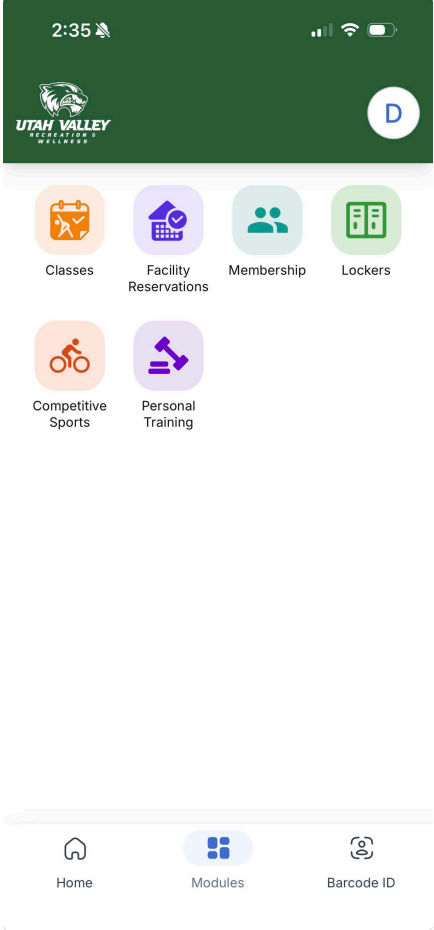 2:35
UTAH VALLEY
RECREATION &
WELLNESS
D
Classes
Facility
Reservations
Membership
Lockers
Competitive
Sports
Personal
Training
Home
Modules
Barcode ID